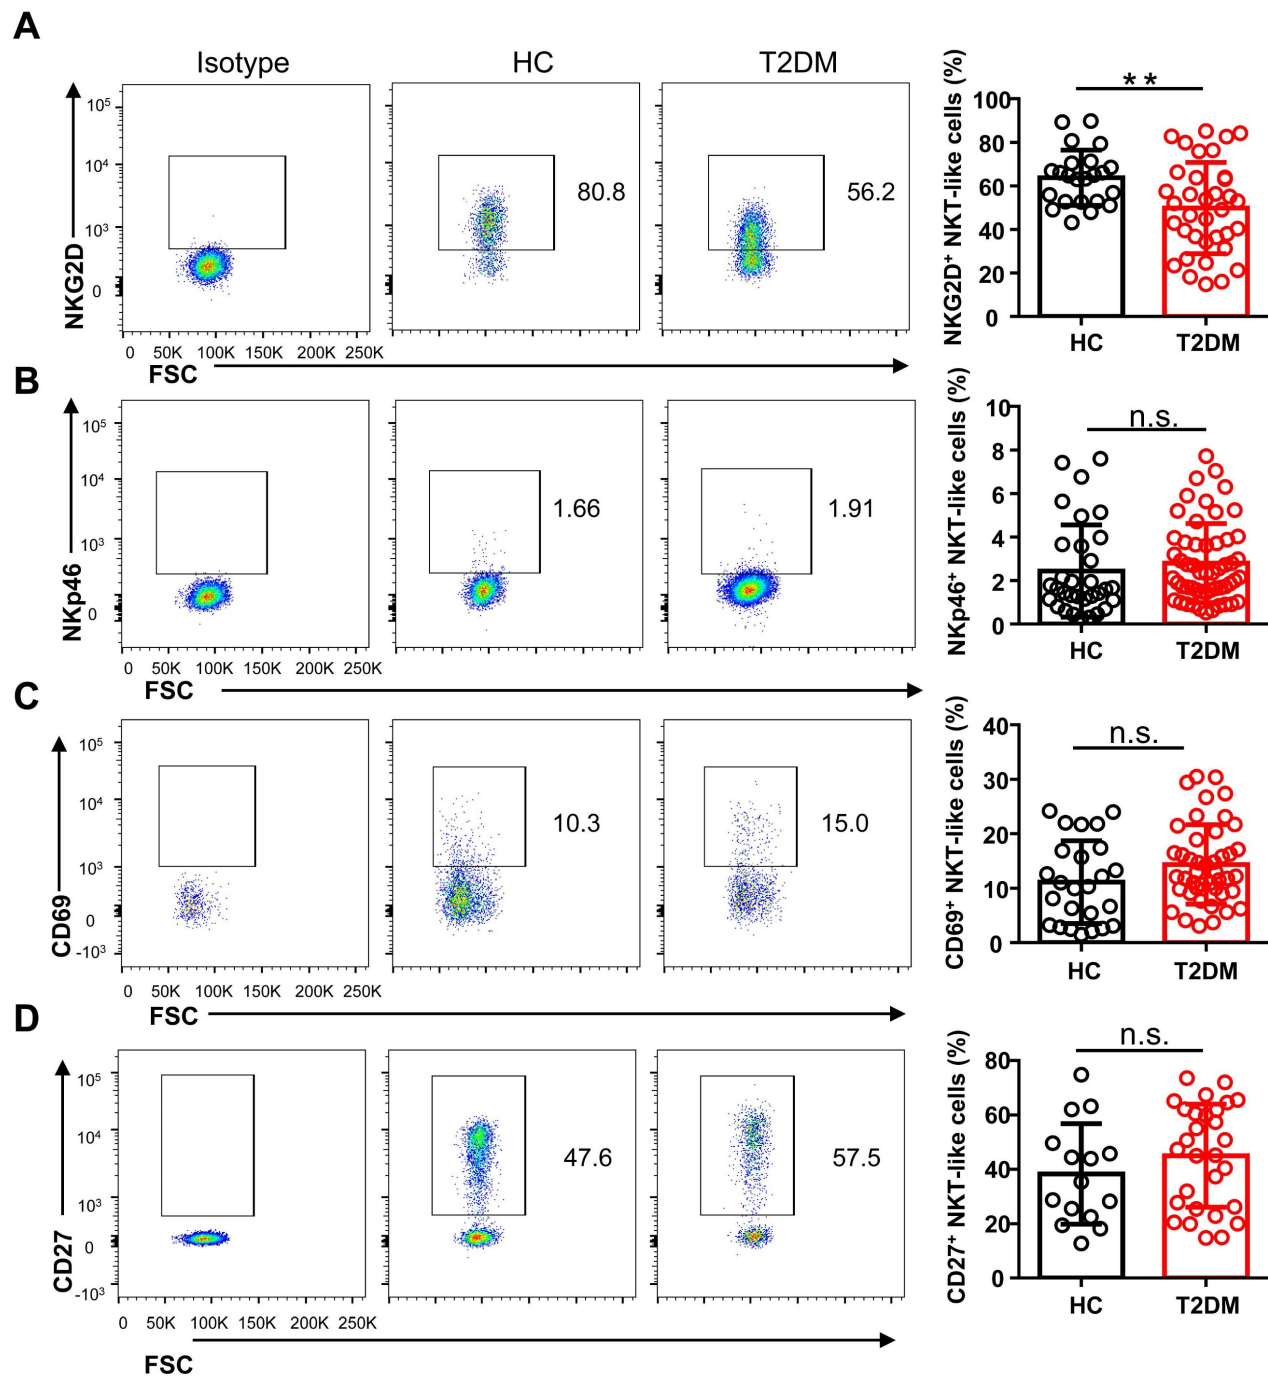 A
Isotype HC T2DM
NKG2D
10⁵
10⁴
10³
0
80.8
56.2
0 50K 100K 150K 200K 250K
FSC
NKG2D⁺ NKT-like cells (%)
**
100
80
60
40
20
0
HC T2DM
B
NKp46
10⁵
10⁴
10³
0
1.66
1.91
0 50K 100K 150K 200K 250K
FSC
NKp46⁺ NKT-like cells (%)
n.s.
10
8
6
4
2
0
HC T2DM
C
CD69
10⁵
10⁴
10³
0
-10³
10.3
15.0
0 50K 100K 150K 200K 250K
FSC
CD69⁺ NKT-like cells (%)
n.s.
40
30
20
10
0
HC T2DM
D
CD27
10⁵
10⁴
10³
0
-10³
47.6
57.5
0 50K 100K 150K 200K 250K
FSC
CD27⁺ NKT-like cells (%)
n.s.
80
60
40
20
0
HC T2DM